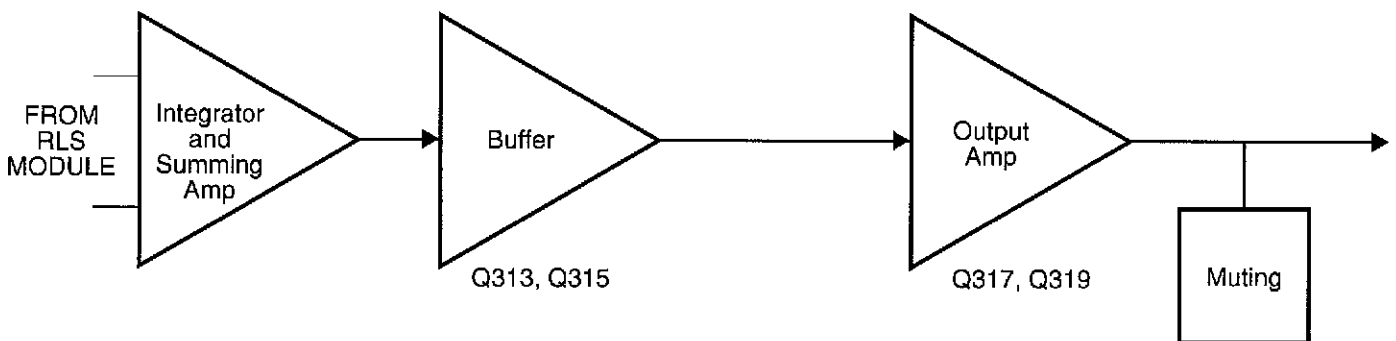 FROM
RLS
MODULE
Integrator
and
Summing
Amp
Buffer
Q313, Q315
Output
Amp
Q317, Q319
Muting